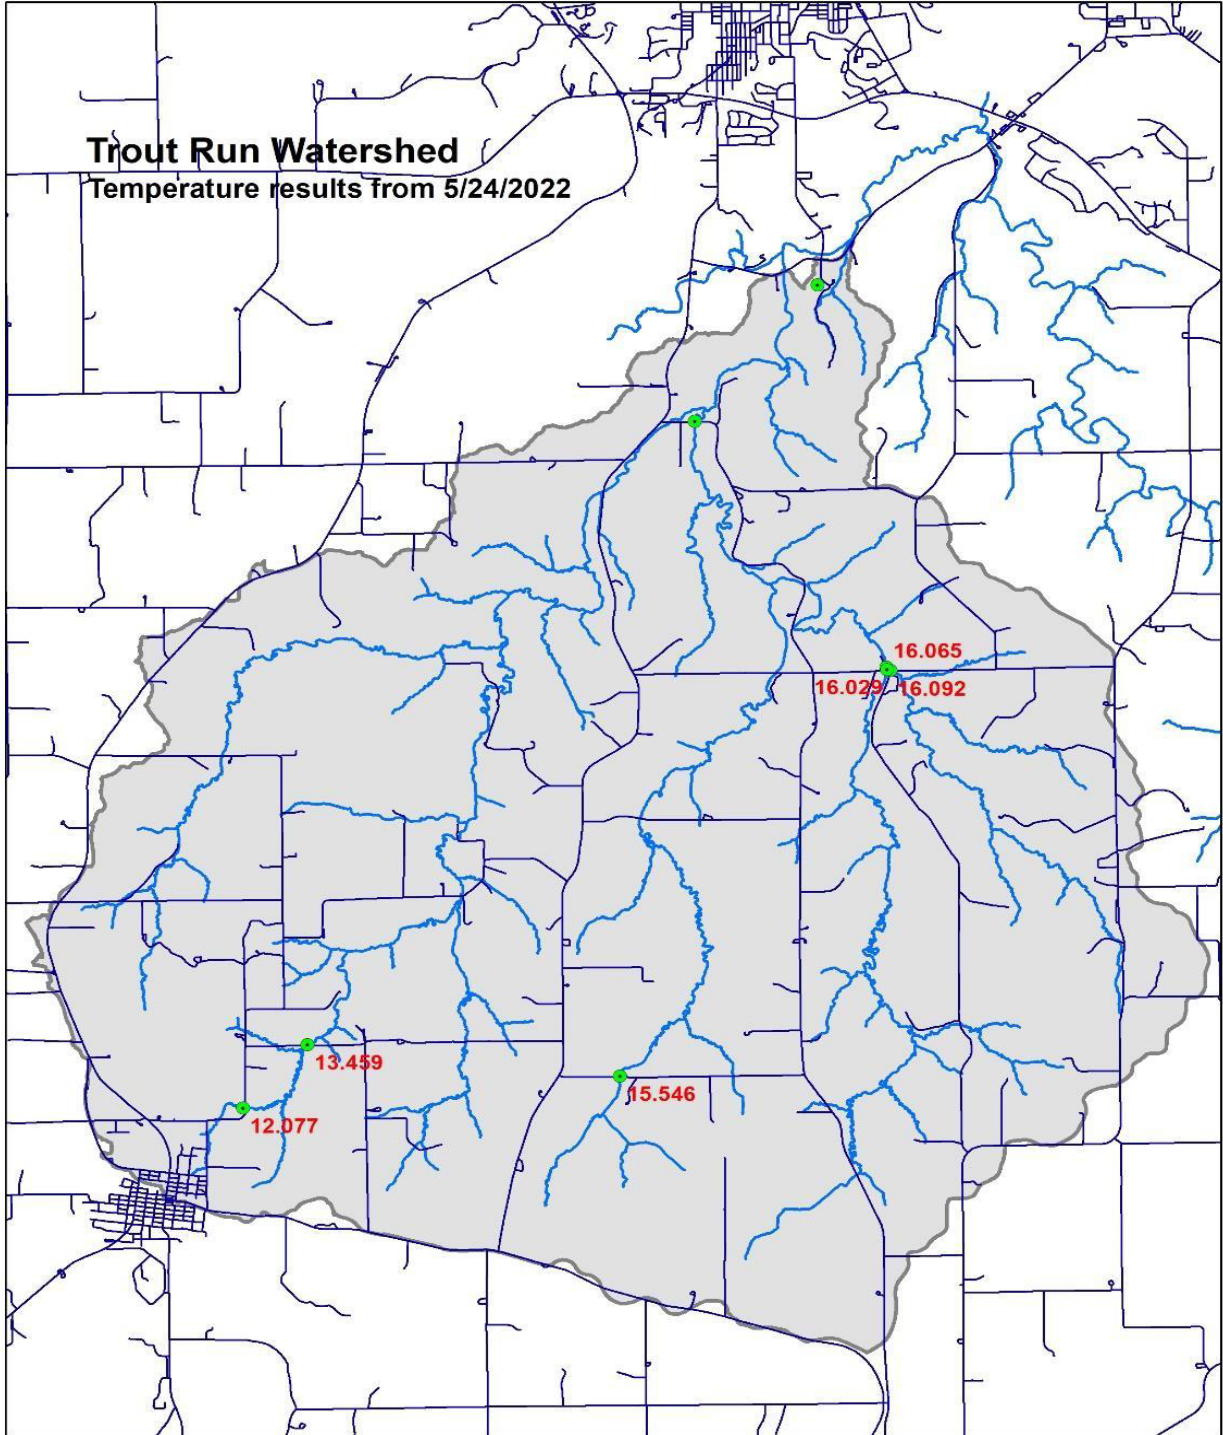 Trout Run Watershed
Temperature results from 5/24/2022
16.065
16.029 16.092
13.459
15.546
12.077